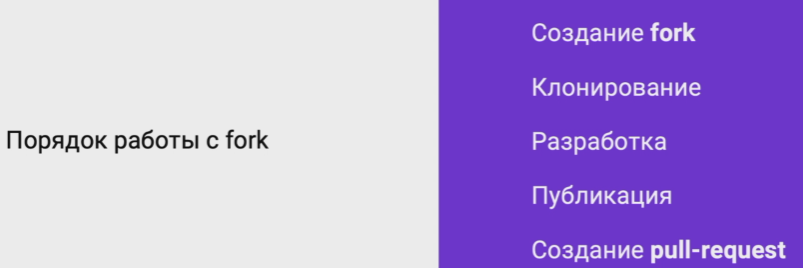 Порядок работы с fork
Создание fork
Клонирование
Разработка
Публикация
Создание pull-request